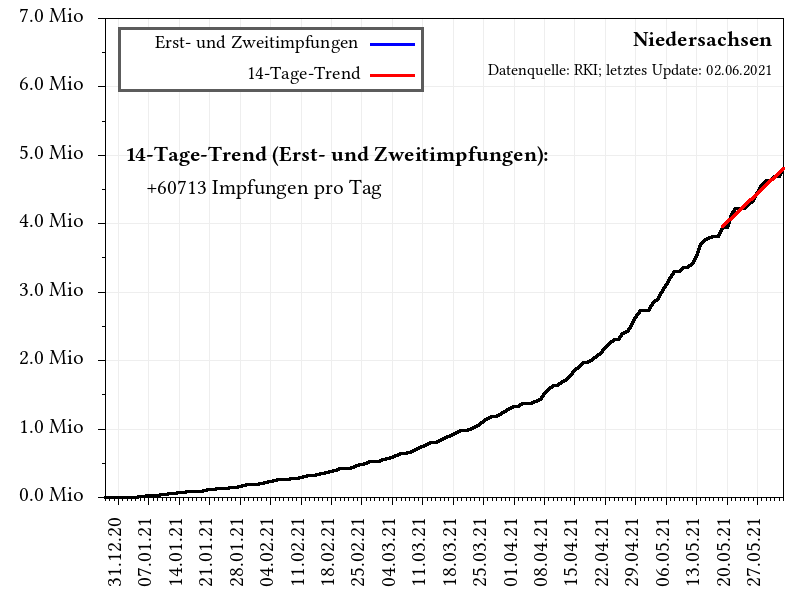 7.0 Mio
6.0 Mio
5.0 Mio
4.0 Mio
3.0 Mio
2.0 Mio
1.0 Mio
0.0 Mio
Erst- und Zweitimpfungen
14-Tage-Trend
Niedersachsen
Datenquelle: RKI; letztes Update: 02.06.2021
14-Tage-Trend (Erst- und Zweitimpfungen):
+60713 Impfungen pro Tag
31.12.20
07.01.21
14.01.21
21.01.21
28.01.21
04.02.21
11.02.21
18.02.21
25.02.21
04.03.21
11.03.21
18.03.21
25.03.21
01.04.21
08.04.21
15.04.21
22.04.21
29.04.21
06.05.21
13.05.21
20.05.21
27.05.21